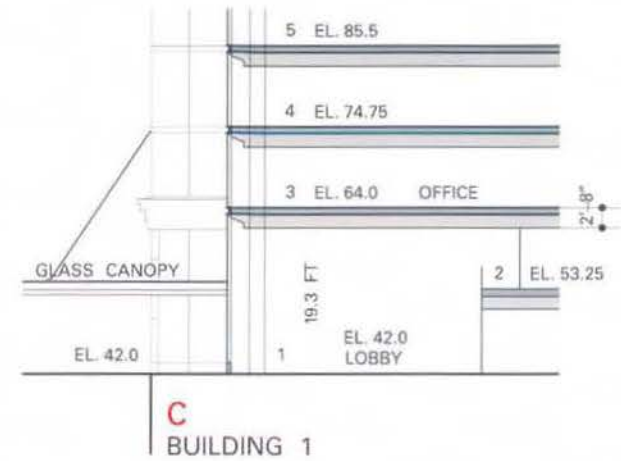 5 EL. 85.5
4 EL. 74.75
3 EL. 64.0 OFFICE
2'-8"
GLASS CANOPY
19.3 FT
2 EL. 53.25
EL. 42.0
1
EL. 42.0
LOBBY
C
BUILDING 1